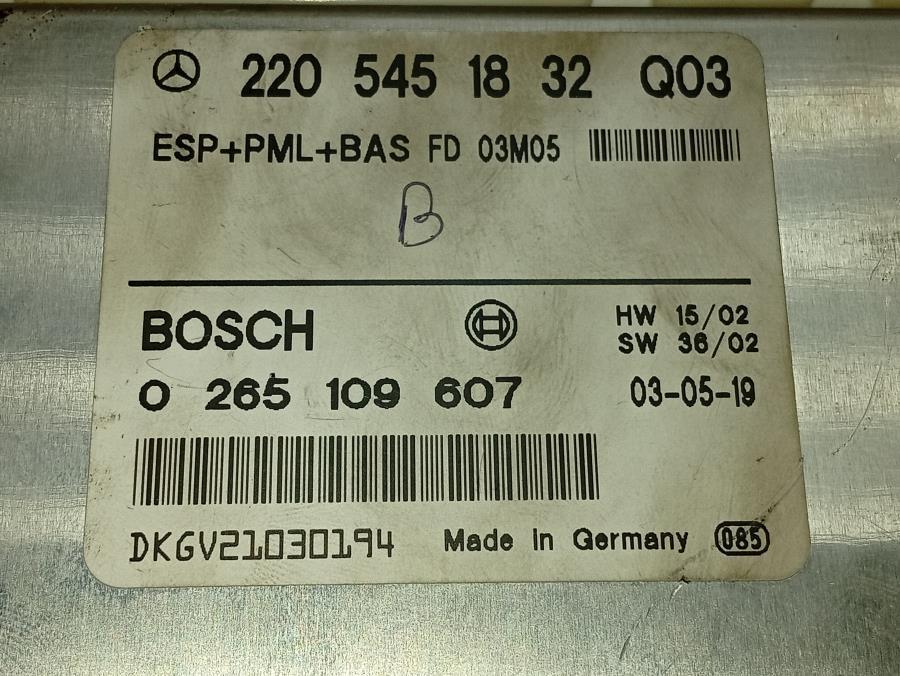 220 545 18 32 Q03
ESP+PML+BAS FD 03M05
B
BOSCH
HW 15/02
SW 36/02
0 265 109 607 03-05-19
DKGV21030194 Made in Germany 085